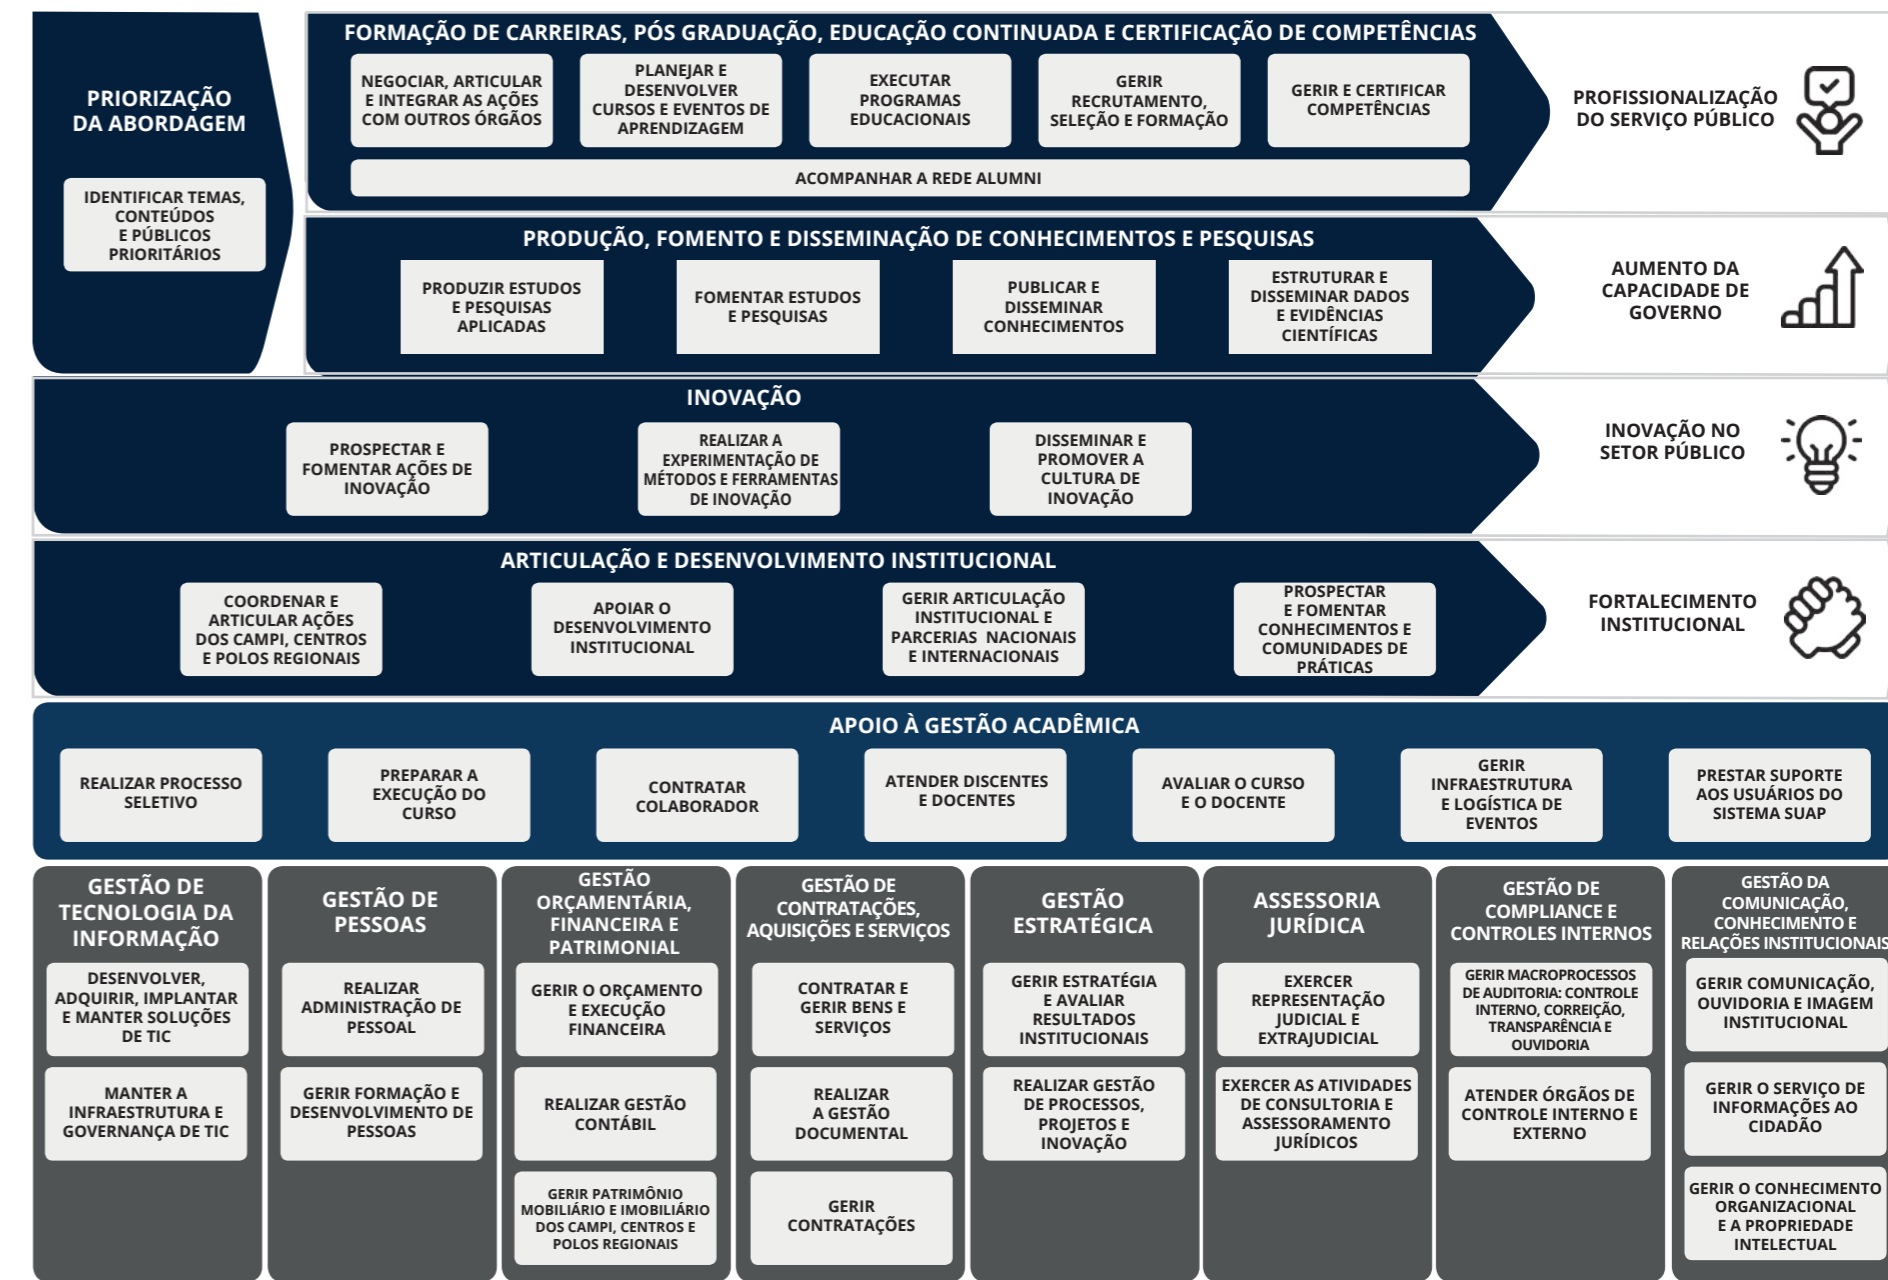 PRIORIZAÇÃO
DA ABORDAGEM
IDENTIFICAR TEMAS,
CONTEÚDOS
E PÚBLICOS
PRIORITÁRIOS
FORMAÇÃO DE CARREIRAS, PÓS GRADUAÇÃO, EDUCAÇÃO CONTINUADA E CERTIFICAÇÃO DE COMPETÊNCIAS
NEGOCIAR, ARTICULAR
E INTEGRAR AS AÇÕES
COM OUTROS ÓRGÃOS
PLANEJAR E
DESENVOLVER
CURSOS E EVENTOS DE
APRENDIZAGEM
EXECUTAR
PROGRAMAS
EDUCACIONAIS
GERIR
RECRUTAMENTO,
SELEÇÃO E FORMAÇÃO
GERIR E CERTIFICAR
COMPETÊNCIAS
ACOMPANHAR A REDE ALUMNI
PROFISSIONALIZAÇÃO
DO SERVIÇO PÚBLICO
PRODUÇÃO, FOMENTO E DISSEMINAÇÃO DE CONHECIMENTOS E PESQUISAS
PRODUZIR ESTUDOS
E PESQUISAS
APLICADAS
FOMENTAR ESTUDOS
E PESQUISAS
PUBLICAR E
DISSEMINAR
CONHECIMENTOS
ESTRUTURAR E
DISSEMINAR DADOS
E EVIDÊNCIAS
CIENTÍFICAS
AUMENTO DA
CAPACIDADE DE
GOVERNO
INOVAÇÃO
PROSPECTAR E
FOMENTAR AÇÕES DE
INOVAÇÃO
REALIZAR A
EXPERIMENTAÇÃO DE
MÉTODOS E FERRAMENTAS
DE INOVAÇÃO
DISSEMINAR E
PROMOVER A
CULTURA DE
INOVAÇÃO
INOVAÇÃO NO
SETOR PÚBLICO
ARTICULAÇÃO E DESENVOLVIMENTO INSTITUCIONAL
COORDENAR E
ARTICULAR AÇÕES
DOS CAMPI, CENTROS
E POLOS REGIONAIS
APOIAR O
DESENVOLVIMENTO
INSTITUCIONAL
GERIR ARTICULAÇÃO
INSTITUCIONAL E
PARCERIAS NACIONAIS
E INTERNACIONAIS
PROSPECTAR
E FOMENTAR
CONHECIMENTOS E
COMUNIDADES DE
PRÁTICAS
FORTALECIMENTO
INSTITUCIONAL
APOIO À GESTÃO ACADÊMICA
REALIZAR PROCESSO
SELETIVO
PREPARAR A
EXECUÇÃO DO
CURSO
CONTRATAR
COLABORADOR
ATENDER DISCENTES
E DOCENTES
AVALIAR O CURSO
E O DOCENTE
GERIR
INFRAESTRUTURA
E LOGÍSTICA DE
EVENTOS
PRESTAR SUPORTE
AOS USUÁRIOS DO
SISTEMA SUAP
GESTÃO DE
TECNOLOGIA DA
INFORMAÇÃO
DESENVOLVER,
ADQUIRIR, IMPLANTAR
E MANTER SOLUÇÕES
DE TIC
MANTER A
INFRAESTRUTURA E
GOVERNANÇA DE TIC
GESTÃO DE
PESSOAS
REALIZAR
ADMINISTRAÇÃO DE
PESSOAL
GERIR FORMAÇÃO E
DESENVOLVIMENTO DE
PESSOAS
GESTÃO
ORÇAMENTÁRIA,
FINANCEIRA E
PATRIMONIAL
GERIR O ORÇAMENTO
E EXECUÇÃO
FINANCEIRA
REALIZAR GESTÃO
CONTÁBIL
GERIR PATRIMÔNIO
MOBILIÁRIO E IMOBILIÁRIO
DOS CAMPI, CENTROS E
POLOS REGIONAIS
GESTÃO DE
CONTRATAÇÕES,
AQUISIÇÕES E SERVIÇOS
CONTRATAR E
GERIR BENS E
SERVIÇOS
REALIZAR
A GESTÃO
DOCUMENTAL
GERIR
CONTRATAÇÕES
GESTÃO
ESTRATÉGICA
GERIR ESTRATÉGIA
E AVALIAR
RESULTADOS
INSTITUCIONAIS
REALIZAR GESTÃO
DE PROCESSOS,
PROJETOS E
INOVAÇÃO
ASSESSORIA
JURÍDICA
EXERCER
REPRESENTAÇÃO
JUDICIAL E
EXTRAJUDICIAL
EXERCER AS ATIVIDADES
DE CONSULTORIA E
ASSESSORAMENTO
JURÍDICOS
GESTÃO DE
COMPLIANCE E
CONTROLES INTERNOS
GERIR MACROPROCESSOS
DE AUDITORIA: CONTROLE
INTERNO, CORREIÇÃO,
TRANSPARÊNCIA E
OUVIDORIA
ATENDER ÓRGÃOS DE
CONTROLE INTERNO E
EXTERNO
GESTÃO DA
COMUNICAÇÃO,
CONHECIMENTO E
RELAÇÕES INSTITUCIONAIS
GERIR COMUNICAÇÃO,
OUVIDORIA E IMAGEM
INSTITUCIONAL
GERIR O SERVIÇO DE
INFORMAÇÕES AO
CIDADÃO
GERIR O CONHECIMENTO
ORGANIZACIONAL
E A PROPRIEDADE
INTELECTUAL